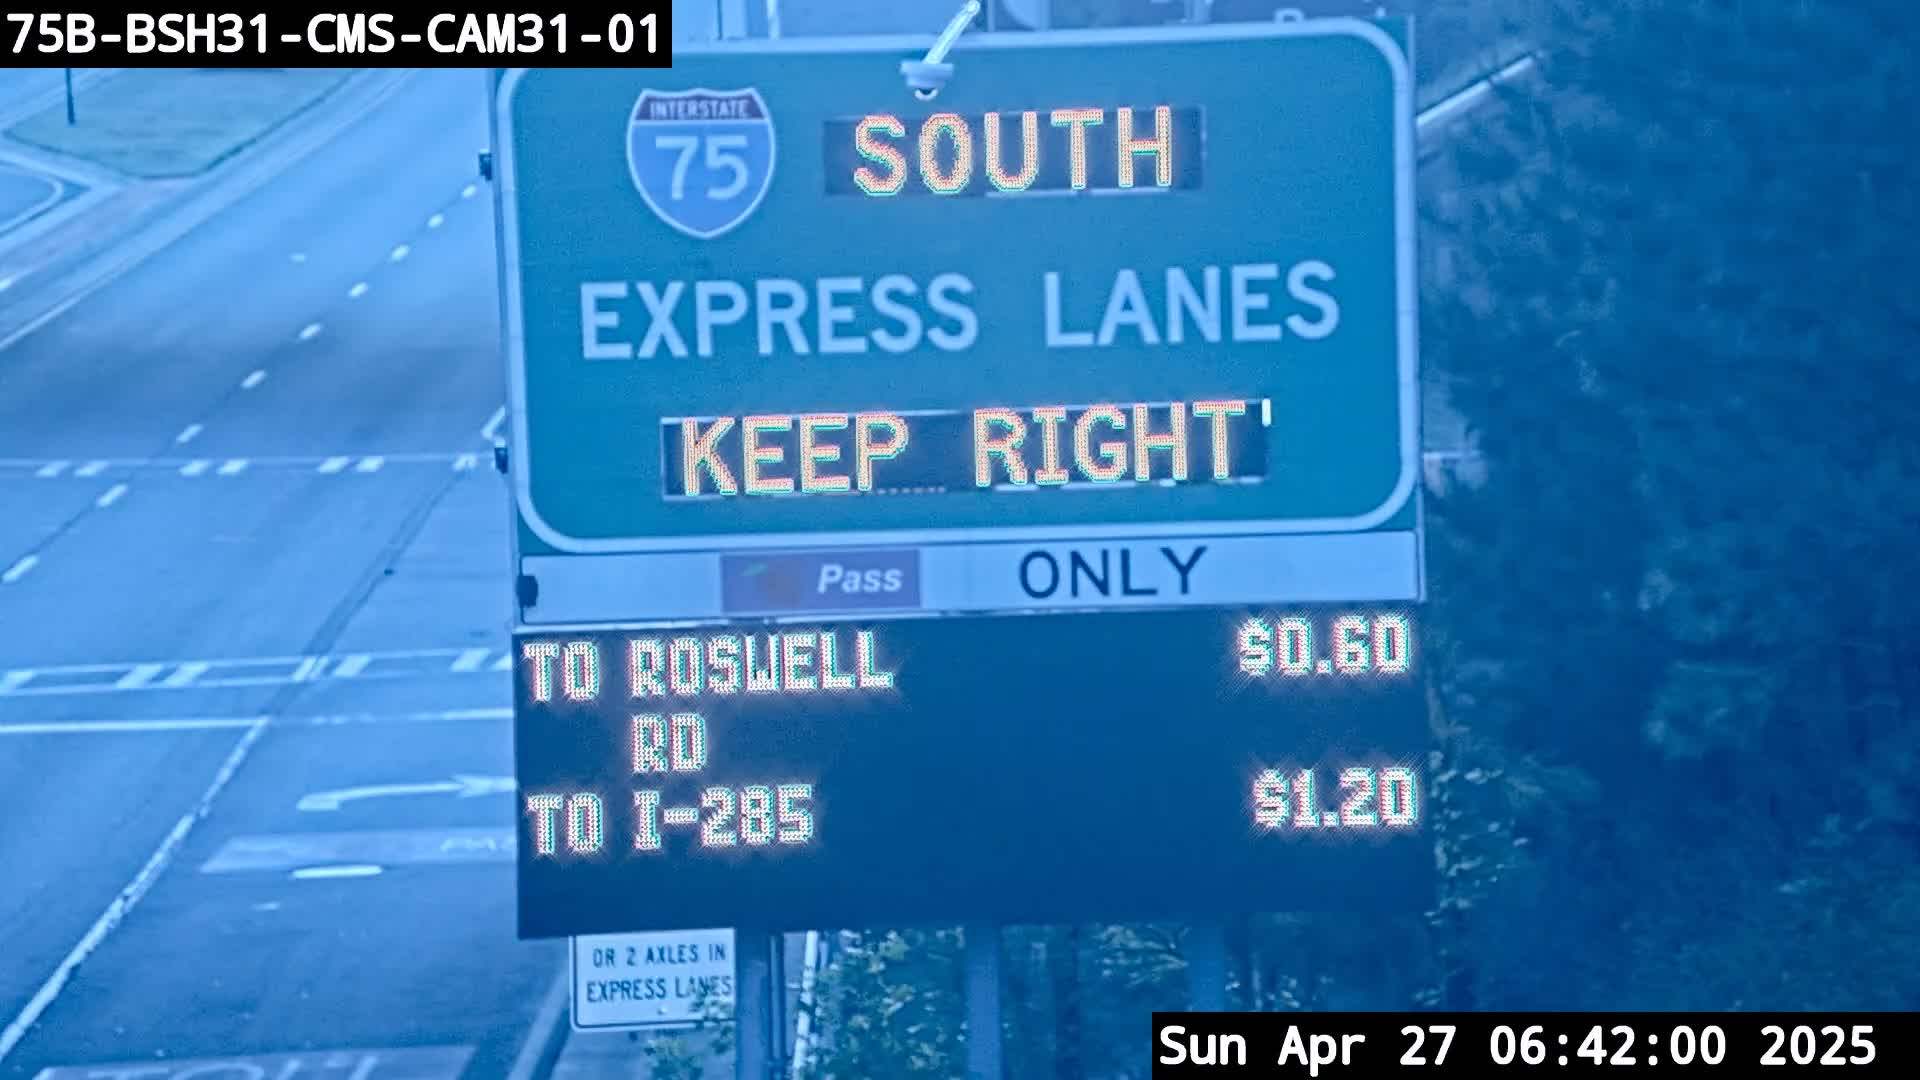 75B-BSH31-CMS-CAM31-01
INTERSTATE
75
SOUTH
EXPRESS LANES
KEEP RIGHT
Pass ONLY
TO ROSWELL $0.60
RD
TO I-285 $1.20
OR 2 AXLES IN
EXPRESS LANES
Sun Apr 27 06:42:00 2025